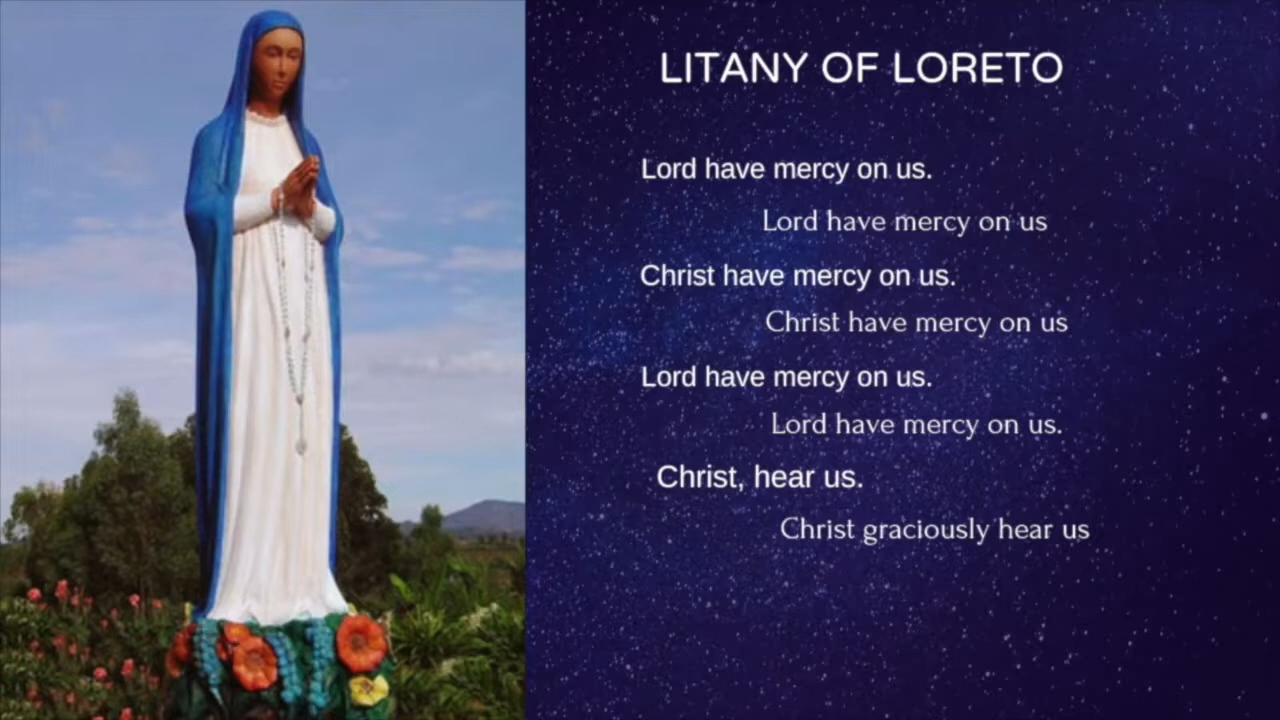 LITANY OF LORETO
Lord have mercy on us.
Lord have mercy on us
Christ have mercy on us.
Christ have mercy on us
Lord have mercy on us.
Lord have mercy on us.
Christ, hear us.
Christ graciously hear us